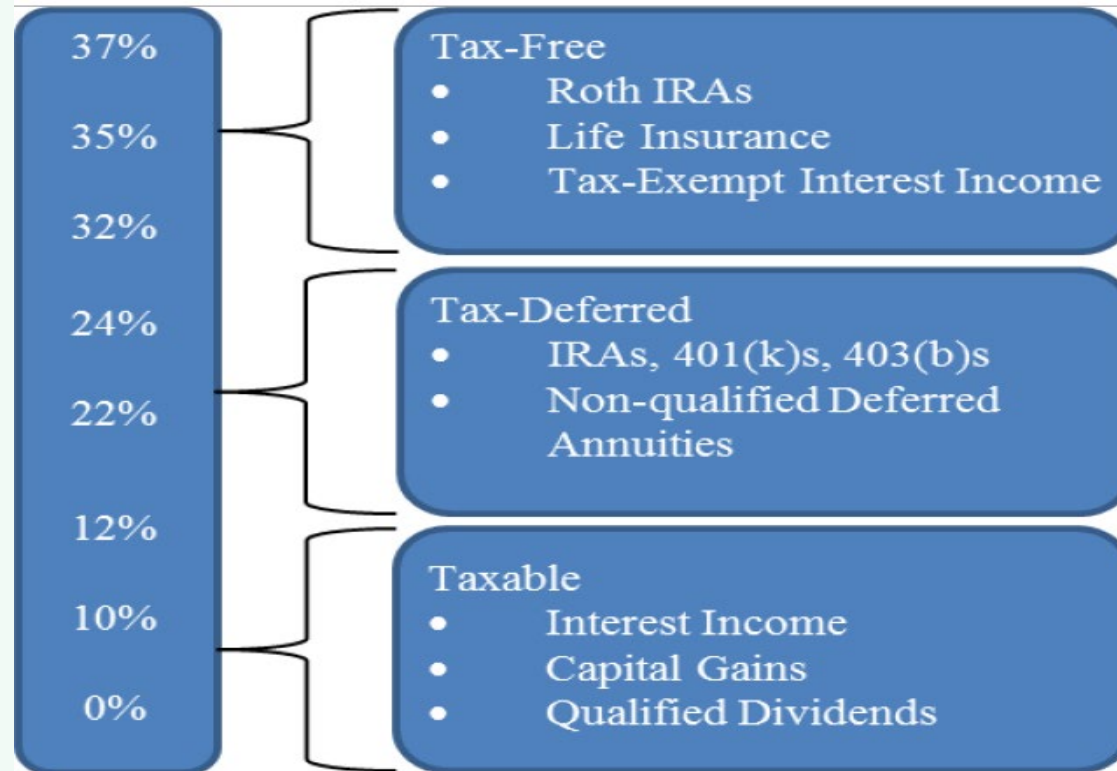 37%
35%
32%
24%
22%
12%
10%
0%
Tax-Free
• Roth IRAs
• Life Insurance
• Tax-Exempt Interest Income
Tax-Deferred
• IRAs, 401(k)s, 403(b)s
• Non-qualified Deferred
Annuities
Taxable
• Interest Income
• Capital Gains
• Qualified Dividends